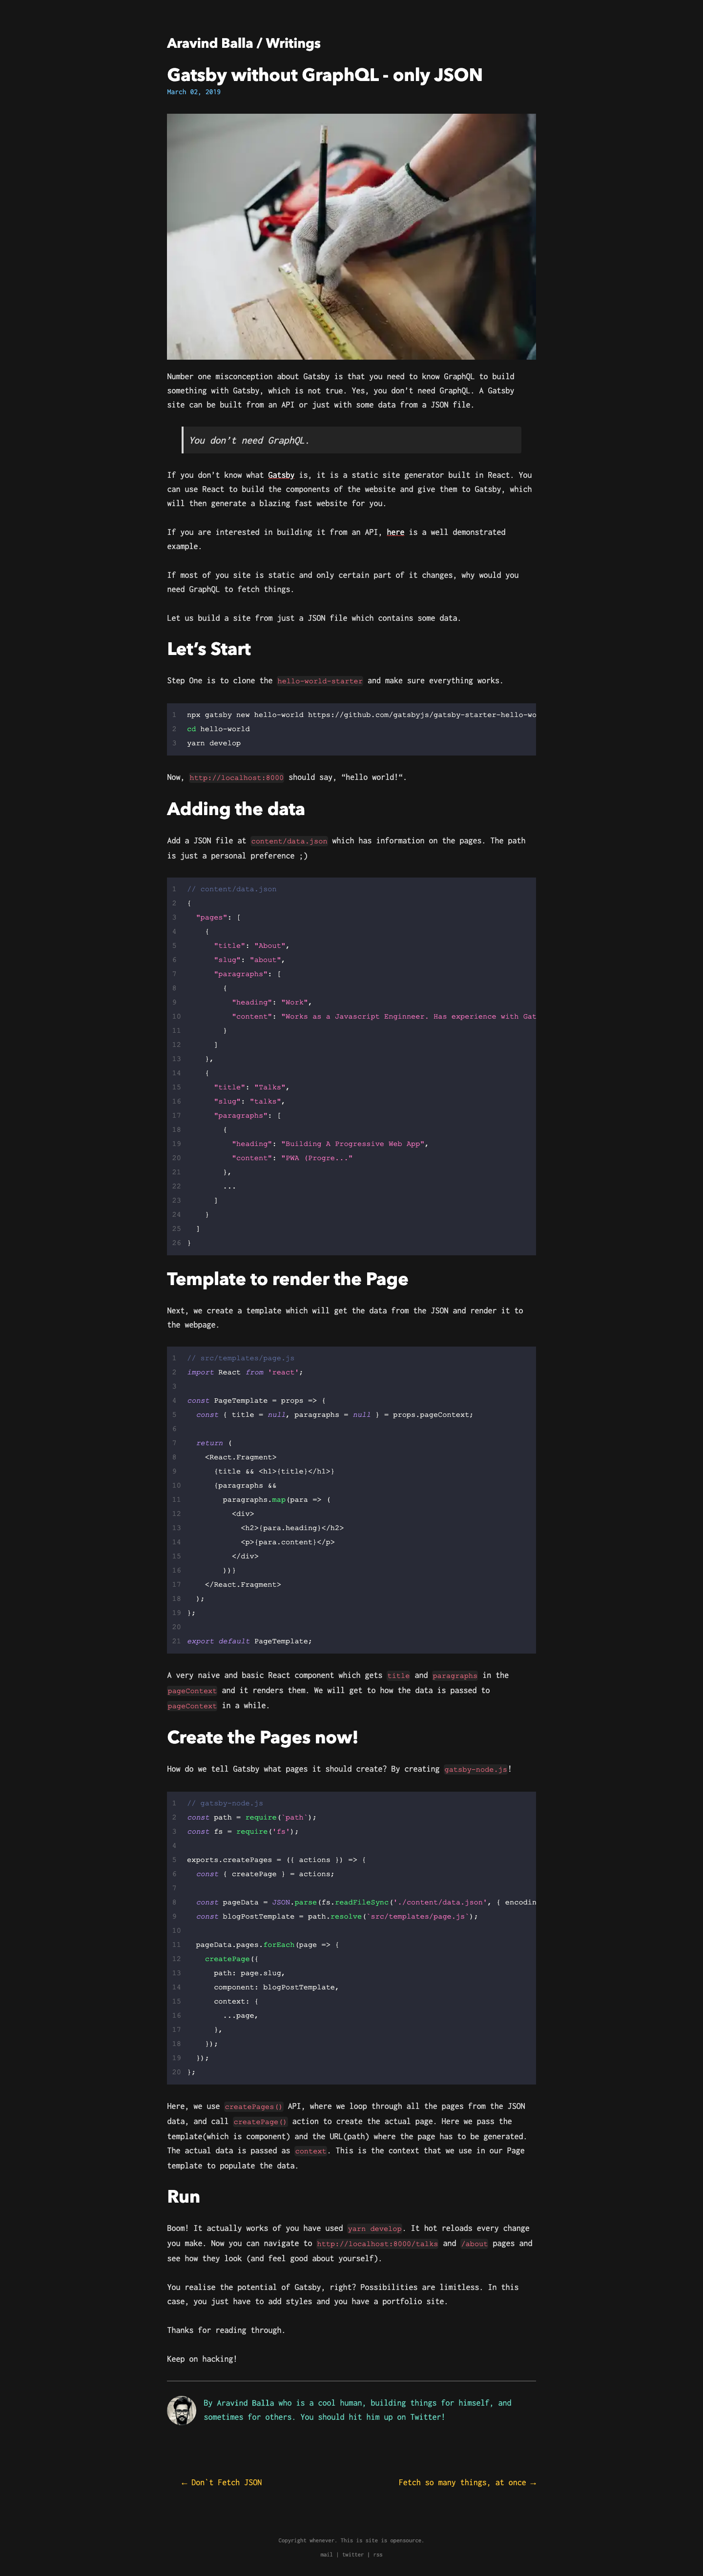 Aravind Balla / Writings
Gatsby without GraphQL - only JSON
March 02, 2019
Number one misconception about Gatsby is that you need to know GraphQL to build
something with Gatsby, which is not true. Yes, you don't need GraphQL. A Gatsby
site can be built from an API or just with some data from a JSON file.
You don't need GraphQL.
If you don't know what Gatsby is, it is a static site generator built in React. You
can use React to build the components of the website and give them to Gatsby, which
will then generate a blazing fast website for you.
If you are interested in building it from an API, here is a well demonstrated
example.
If most of you site is static and only certain part of it changes, why would you
need GraphQL to fetch things.
Let us build a site from just a JSON file which contains some data.
Let's Start
Step One is to clone the hello-world-starter and make sure everything works.
1 npx gatsby new hello-world https://github.com/gatsbyjs/gatsby-starter-hello-wo
2 cd hello-world
3 yarn develop
Now, http://localhost:8000 should say, “hello world!“.
Adding the data
Add a JSON file at content/data.json which has information on the pages. The path
is just a personal preference ;)
1 // content/data.json
2 {
3   "pages": [
4     {
5       "title": "About",
6       "slug": "about",
7       "paragraphs": [
8         {
9           "heading": "Work",
10           "content": "Works as a Javascript Enginneer. Has experience with Gat
11         }
12       ]
13     },
14     {
15       "title": "Talks",
16       "slug": "talks",
17       "paragraphs": [
18         {
19           "heading": "Building A Progressive Web App",
20           "content": "PWA (Progre..."
21         },
22         ...
23       ]
24     }
25   ]
26 }
Template to render the Page
Next, we create a template which will get the data from the JSON and render it to
the webpage.
1 // src/templates/page.js
2 import React from 'react';
3
4 const PageTemplate = props => {
5   const { title = null, paragraphs = null } = props.pageContext;
6
7   return (
8     <React.Fragment>
9       {title && <h1>{title}</h1>}
10       {paragraphs &&
11         paragraphs.map(para => (
12           <div>
13             <h2>{para.heading}</h2>
14             <p>{para.content}</p>
15           </div>
16         ))}
17     </React.Fragment>
18   );
19 };
20
21 export default PageTemplate;
A very naive and basic React component which gets title and paragraphs in the
pageContext and it renders them. We will get to how the data is passed to
pageContext in a while.
Create the Pages now!
How do we tell Gatsby what pages it should create? By creating gatsby-node.js!
1 // gatsby-node.js
2 const path = require(`path`);
3 const fs = require('fs');
4
5 exports.createPages = ({ actions }) => {
6   const { createPage } = actions;
7
8   const pageData = JSON.parse(fs.readFileSync('./content/data.json', { encodin
9   const blogPostTemplate = path.resolve(`src/templates/page.js`);
10
11   pageData.pages.forEach(page => {
12     createPage({
13       path: page.slug,
14       component: blogPostTemplate,
15       context: {
16         ...page,
17       },
18     });
19   });
20 };
Here, we use createPages() API, where we loop through all the pages from the JSON
data, and call createPage() action to create the actual page. Here we pass the
template(which is component) and the URL(path) where the page has to be generated.
The actual data is passed as context. This is the context that we use in our Page
template to populate the data.
Run
Boom! It actually works of you have used yarn develop. It hot reloads every change
you make. Now you can navigate to http://localhost:8000/talks and /about pages and
see how they look (and feel good about yourself).
You realise the potential of Gatsby, right? Possibilities are limitless. In this
case, you just have to add styles and you have a portfolio site.
Thanks for reading through.
Keep on hacking!
By Aravind Balla who is a cool human, building things for himself, and
sometimes for others. You should hit him up on Twitter!
← Don`t Fetch JSON
Fetch so many things, at once →
Copyright whenever. This is site is opensource.
mail | twitter | rss